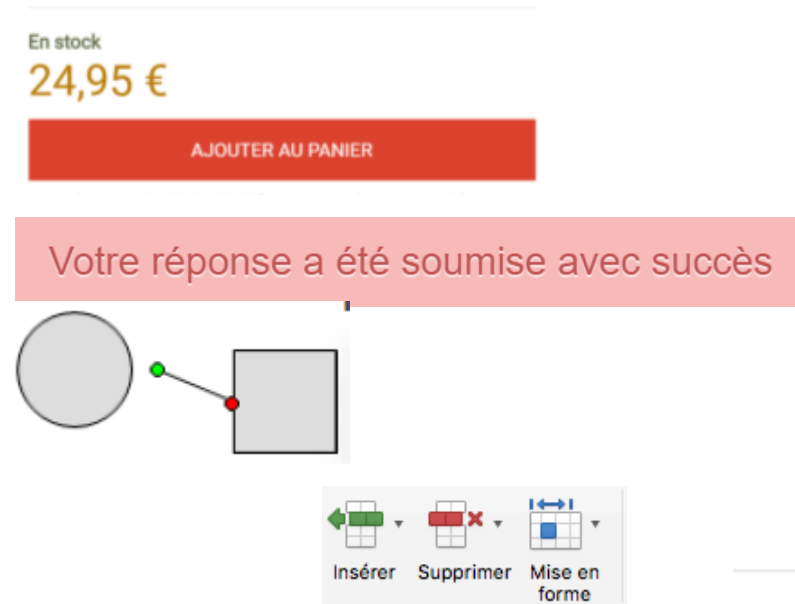 En stock
24,95 €
AJOUTER AU PANIER
Votre réponse a été soumise avec succès
Insérer Supprimer Mise en
forme